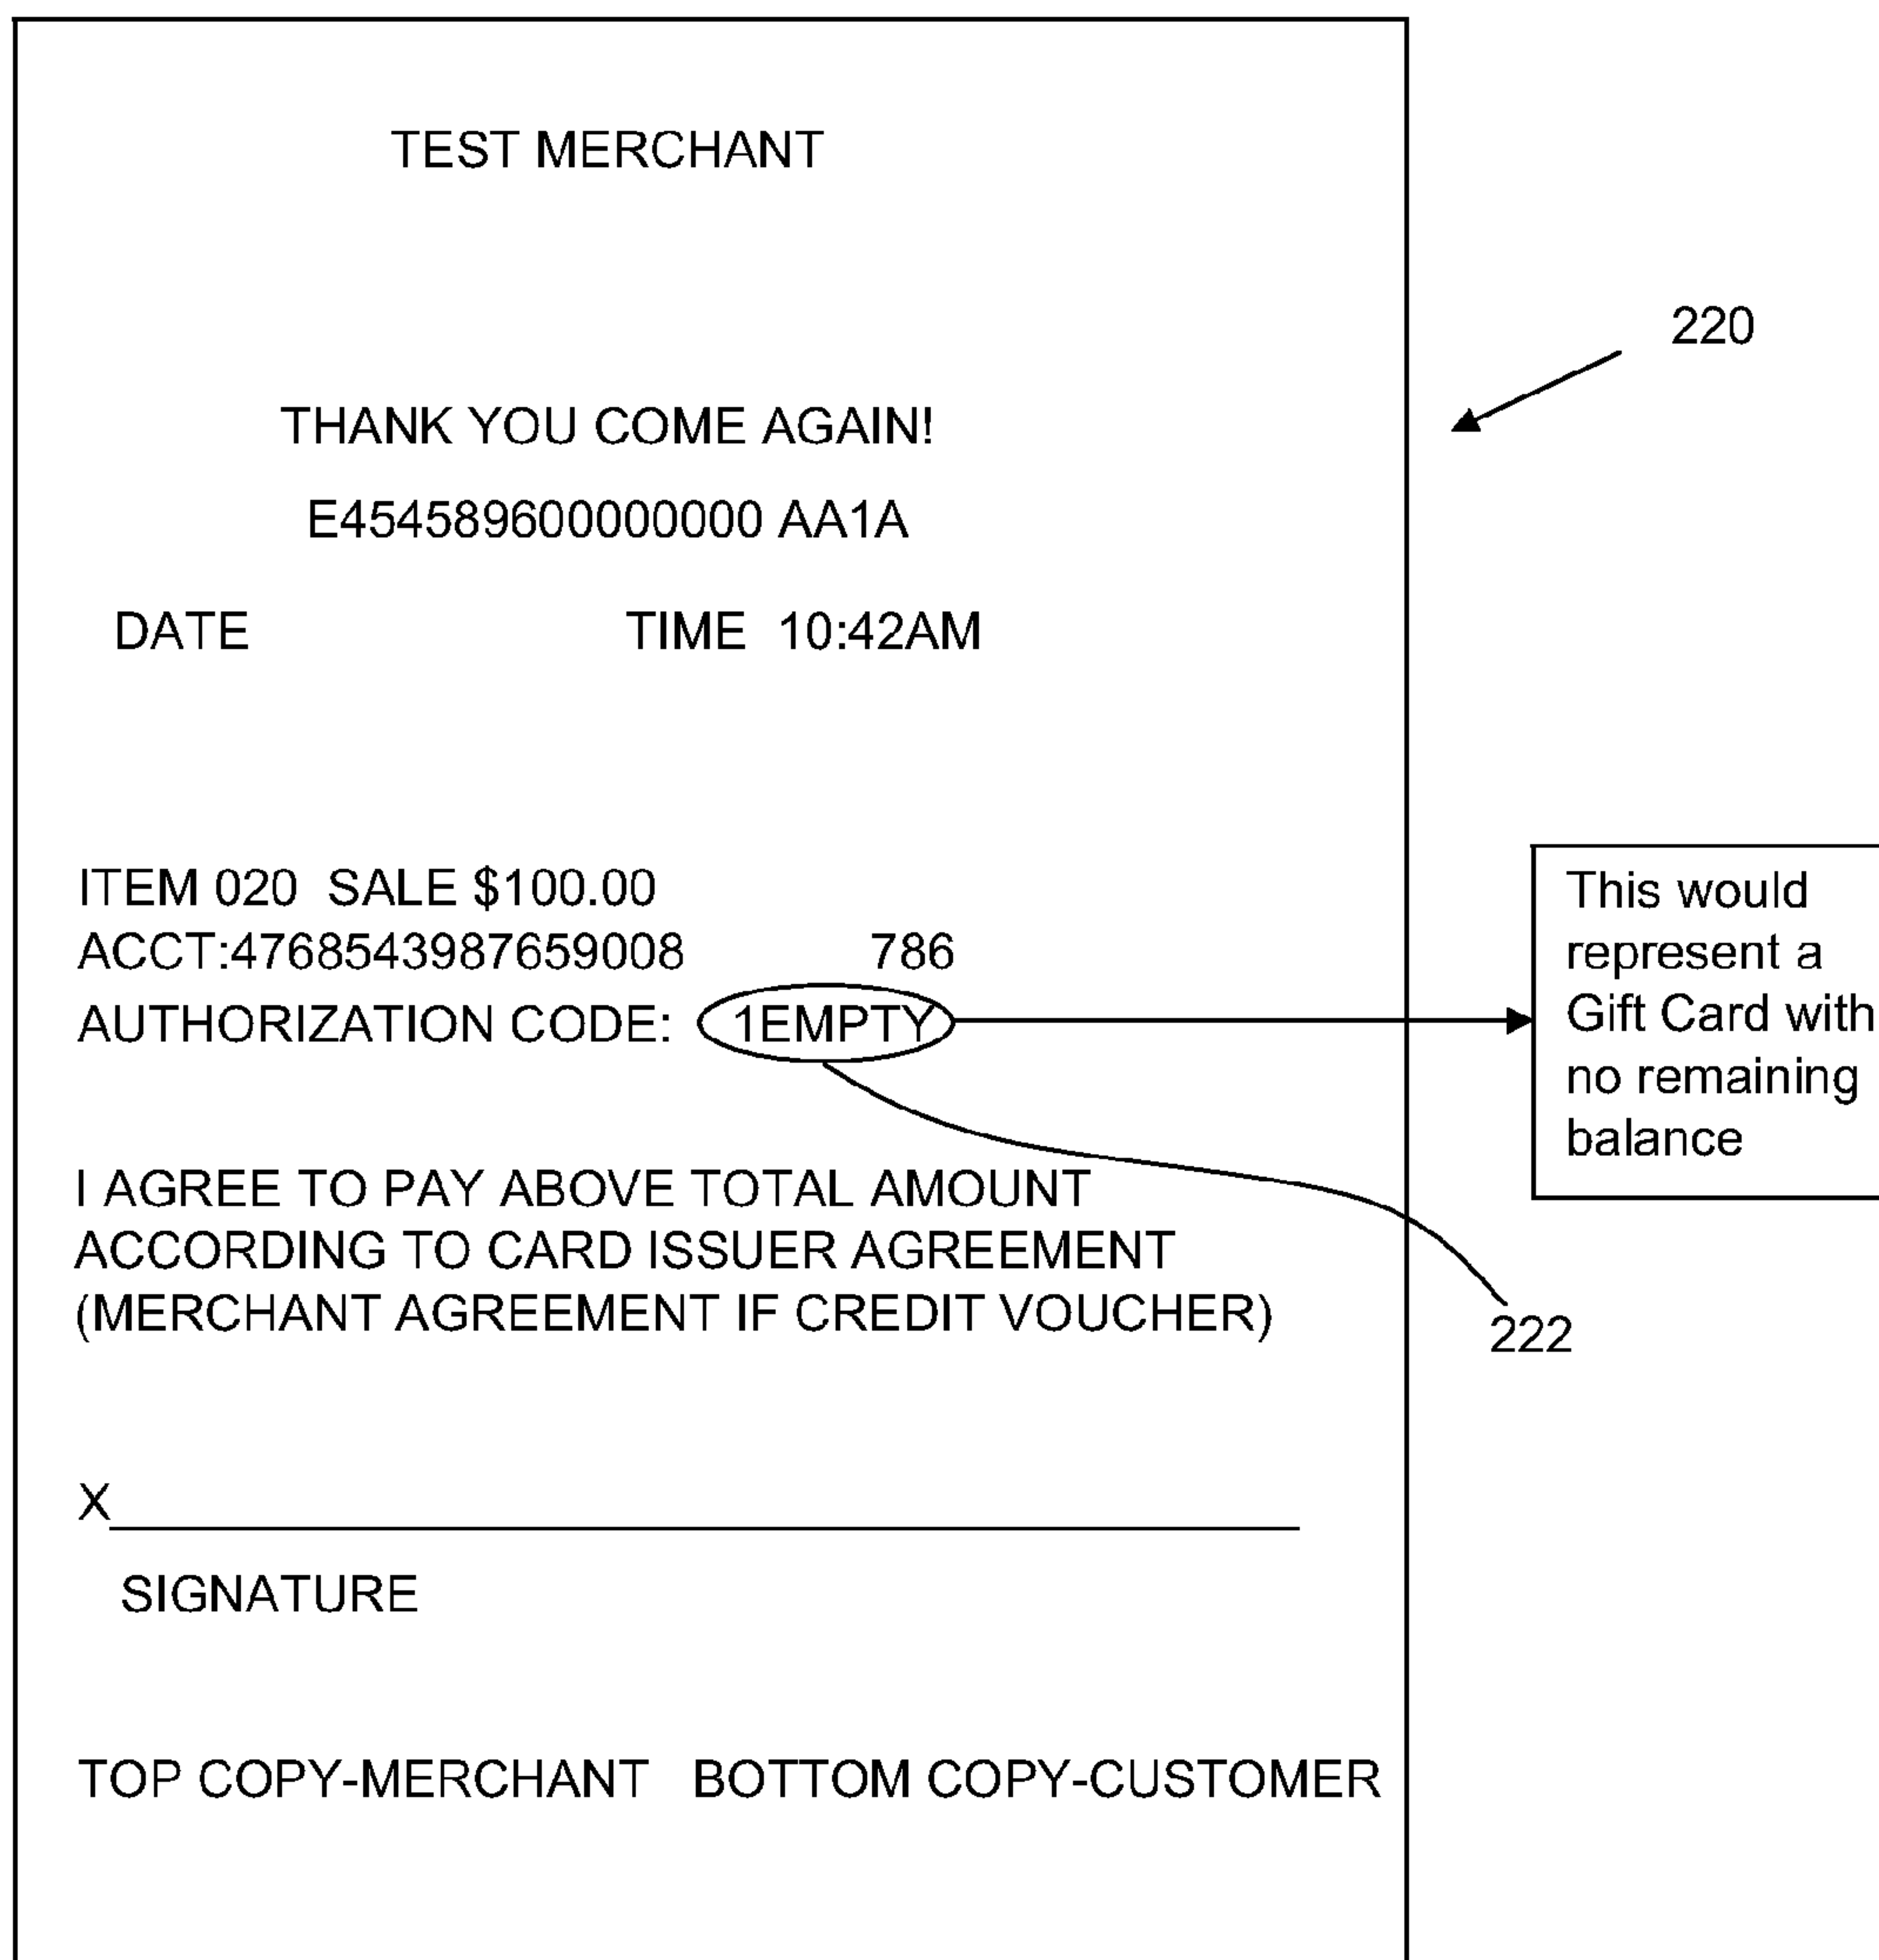 TEST MERCHANT
220
THANK YOU COME AGAIN!
E454589600000000 AA1A
DATE TIME 10:42AM
ITEM 020 SALE $100.00
ACCT:4768543987659008 786
AUTHORIZATION CODE: 1EMPTY
This would
represent a
Gift Card with
no remaining
balance
I AGREE TO PAY ABOVE TOTAL AMOUNT
ACCORDING TO CARD ISSUER AGREEMENT
(MERCHANT AGREEMENT IF CREDIT VOUCHER)
222
X
SIGNATURE
TOP COPY-MERCHANT BOTTOM COPY-CUSTOMER